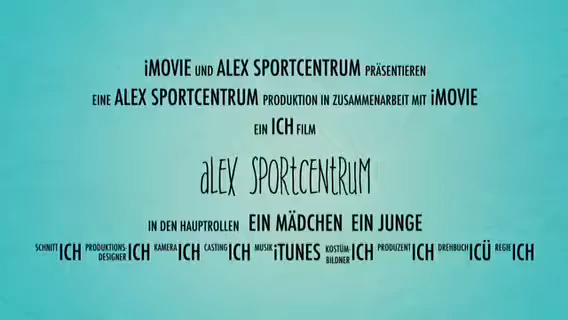 iMOVIE UND ALEX SPORTCENTRUM PRÄSENTIEREN
EINE ALEX SPORTCENTRUM PRODUKTION IN ZUSAMMENARBEIT MIT iMOVIE
EIN ICH FILM
aLEX SPORTCENTRUM
IN DEN HAUPTROLLEN EIN MÄDCHEN EIN JUNGE
SCHNITT ICH PRODUKTIONS-DESIGNER ICH KAMERA ICH CASTING ICH MUSIK iTUNES KOSTÜM-BILDNER ICH PRODUZENT ICH DREHBUCH ICÜ REGIE ICH